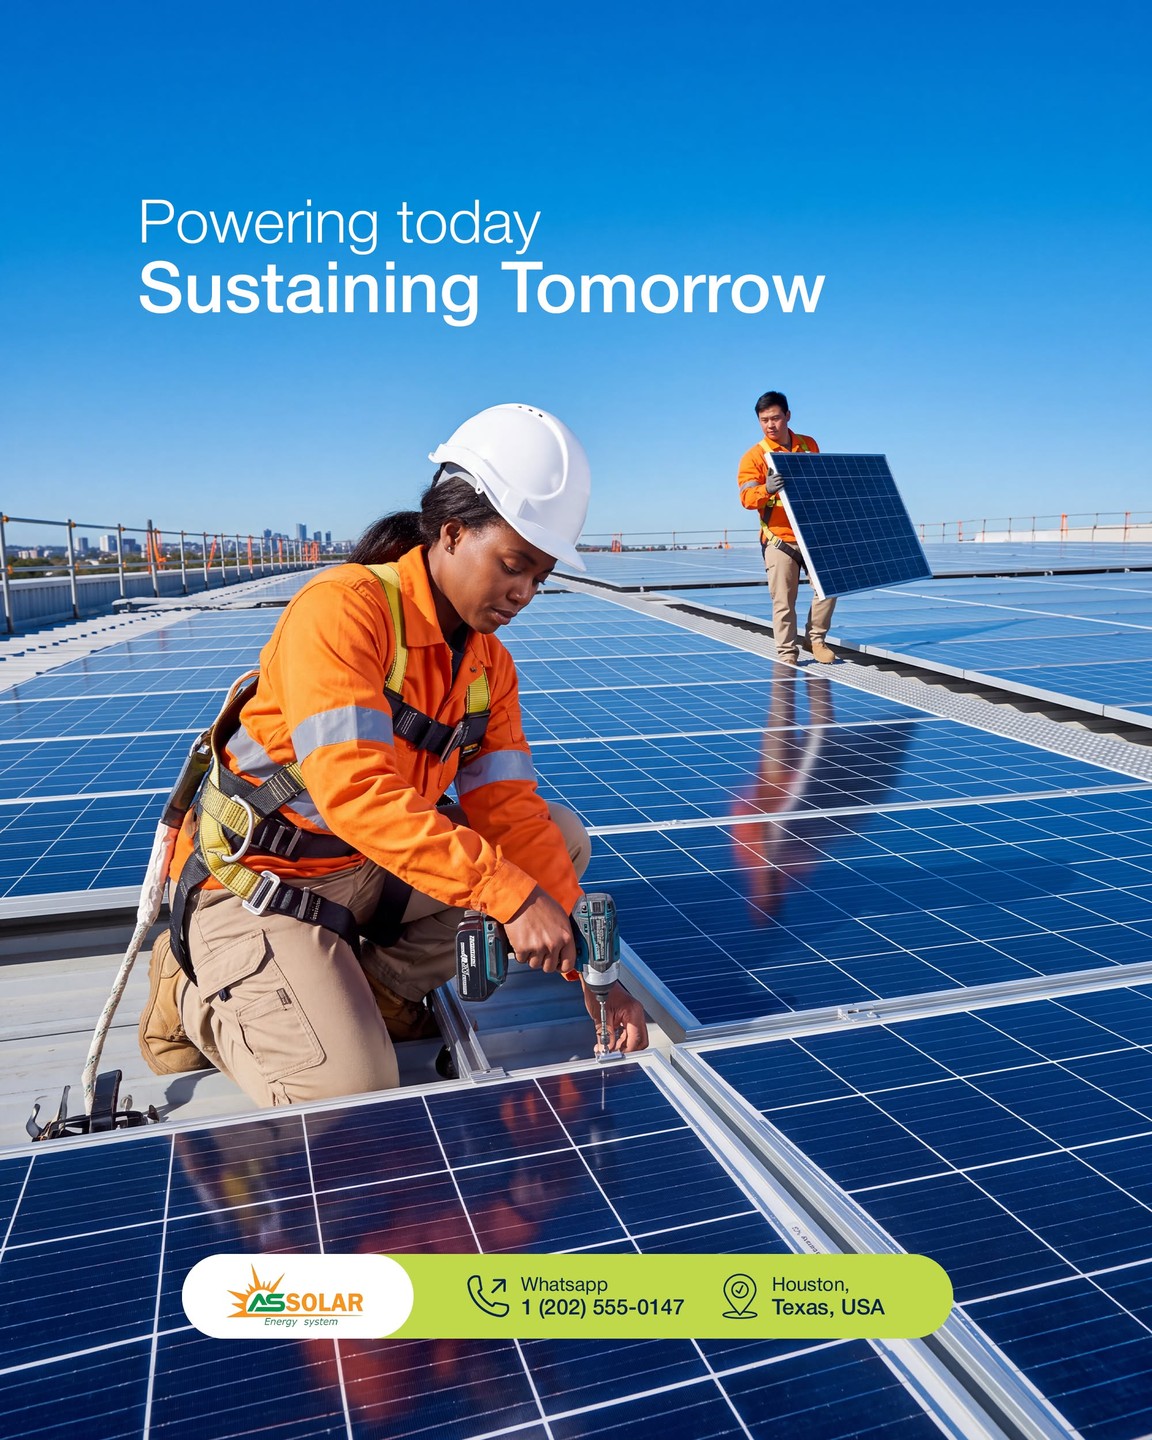 Powering today
Sustaining Tomorrow
ASSOLAR
Energy system
Whatsapp
1 (202) 555-0147
Houston,
Texas, USA